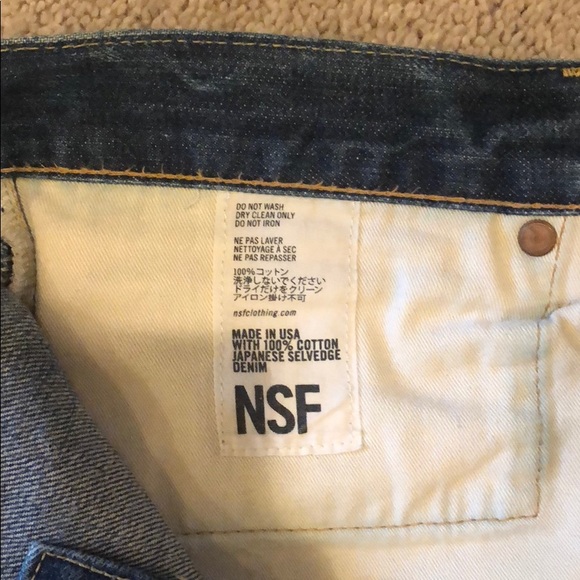 DO NOT WASH
DRY CLEAN ONLY
DO NOT IRON
NE PAS LAVER
NETTOYAGE À SEC
NE PAS REPASSER
100%コットン
洗浄しないでください
ドライだけをクリーン
アイロン掛け不可
nsfclothing.com
MADE IN USA
WITH 100% COTTON
JAPANESE SELVEDGE
DENIM
NSF